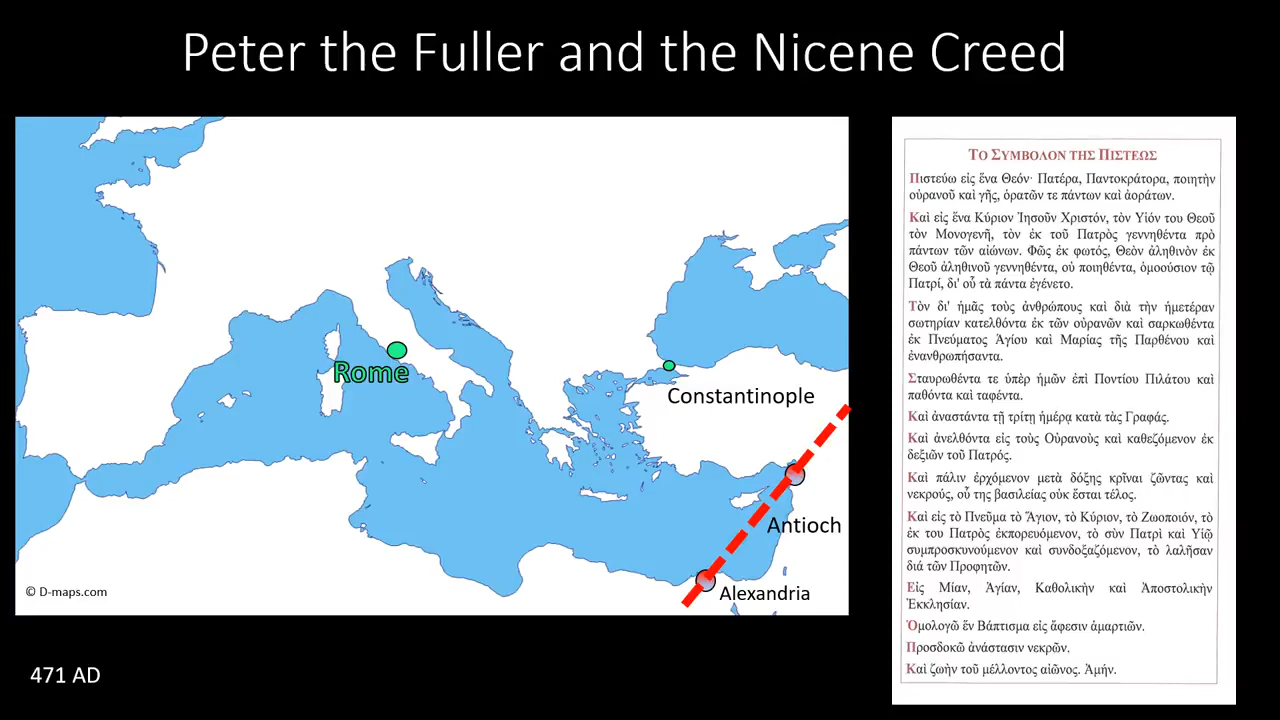 Peter the Fuller and the Nicene Creed
Rome
Constantinople
Antioch
Alexandria
© D-maps.com
471 AD
ΤΟ ΣΥΜΒΟΛΟΝ ΤΗΣ ΠΙΣΤΕΩΣ
Πιστεύω εἰς ἕνα Θεόν· Πατέρα, Παντοκράτορα, ποιητὴν
οὐρανοῦ καὶ γῆς, ὁρατῶν τε πάντων καὶ ἀοράτων.
Καὶ εἰς ἕνα Κύριον Ἰησοῦν Χριστόν, τὸν Υἱόν του Θεοῦ
τὸν Μονογενῆ, τὸν ἐκ τοῦ Πατρὸς γεννηθέντα πρὸ
πάντων τῶν αἰώνων. Φῶς ἐκ φωτός, Θεὸν ἀληθινὸν ἐκ
Θεοῦ ἀληθινοῦ γεννηθέντα, οὐ ποιηθέντα, ὁμοούσιον τῷ
Πατρί, δι' οὗ τὰ πάντα ἐγένετο.
Τὸν δι' ἡμᾶς τοὺς ἀνθρώπους καὶ διὰ τὴν ἡμετέραν
σωτηρίαν κατελθόντα ἐκ τῶν οὐρανῶν καὶ σαρκωθέντα
ἐκ Πνεύματος Ἁγίου καὶ Μαρίας τῆς Παρθένου καὶ
ἐνανθρωπήσαντα.
Σταυρωθέντα τε ὑπὲρ ἡμῶν ἐπὶ Ποντίου Πιλάτου καὶ
παθόντα καὶ ταφέντα.
Καὶ ἀναστάντα τῇ τρίτῃ ἡμέρᾳ κατὰ τὰς Γραφάς.
Καὶ ἀνελθόντα εἰς τοὺς Οὐρανοὺς καὶ καθεζόμενον ἐκ
δεξιῶν τοῦ Πατρός.
Καὶ πάλιν ἐρχόμενον μετὰ δόξης κρῖναι ζῶντας καὶ
νεκρούς, οὗ της βασιλείας οὐκ ἔσται τέλος.
Καὶ εἰς τὸ Πνεῦμα τὸ Ἅγιον, τὸ Κύριον, τὸ Ζωοποιόν, τὸ
ἐκ του Πατρὸς ἐκπορευόμενον, τὸ σὺν Πατρὶ καὶ Υἱῷ
συμπροσκυνούμενον καὶ συνδοξαζόμενον, τὸ λαλῆσαν
διά τῶν Προφητῶν.
Εἰς Μίαν, Ἁγίαν, Καθολικὴν καὶ Ἀποστολικὴν
Ἐκκλησίαν.
Ὁμολογῶ ἓν Βάπτισμα εἰς ἄφεσιν ἁμαρτιῶν.
Προσδοκῶ ἀνάστασιν νεκρῶν.
Καὶ ζωὴν τοῦ μέλλοντος αἰῶνος. Ἀμήν.